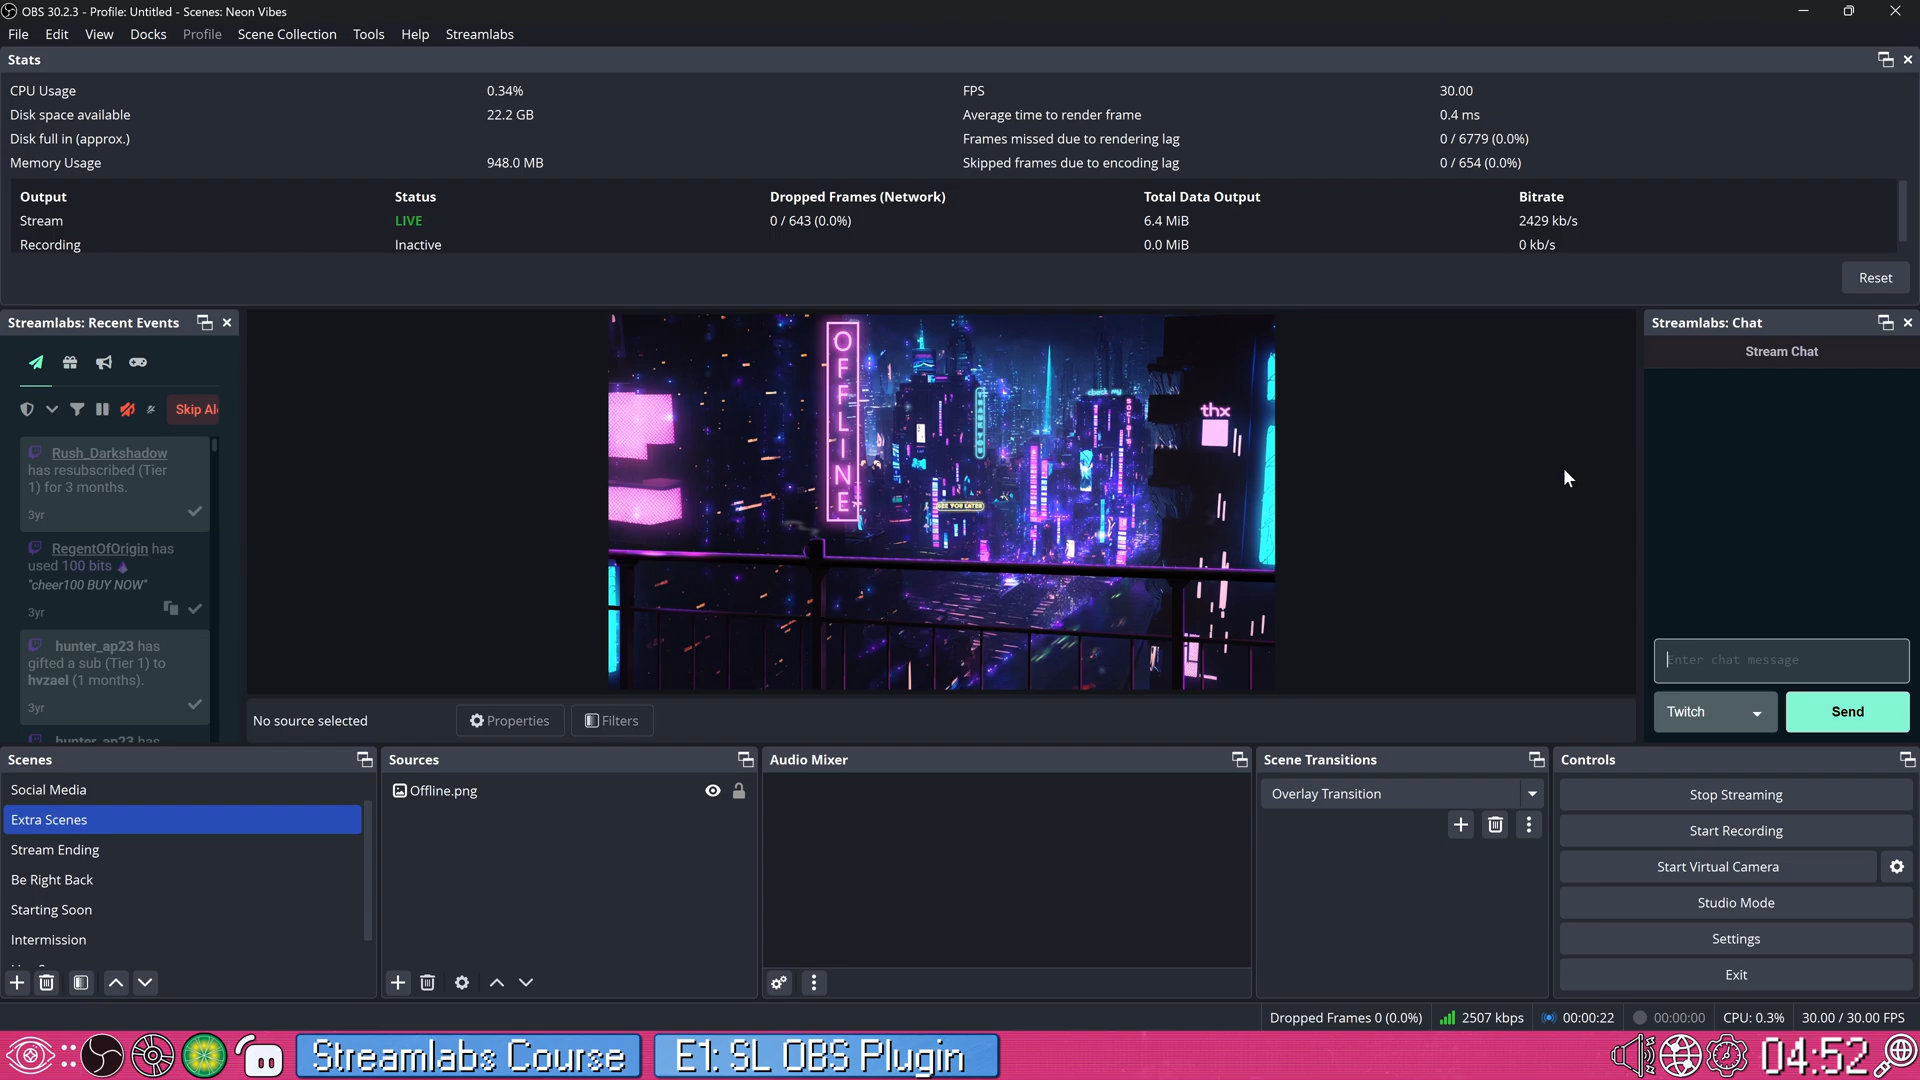 OBS 30.2.3 - Profile: Untitled - Scenes: Neon Vibes
File Edit View Docks Profile Scene Collection Tools Help Streamlabs
Stats
CPU Usage 0.34% FPS 30.00
Disk space available 22.2 GB Average time to render frame 0.4 ms
Disk full in (approx.) Frames missed due to rendering lag 0 / 6779 (0.0%)
Memory Usage 948.0 MB Skipped frames due to encoding lag 0 / 654 (0.0%)
Output Status Dropped Frames (Network) Total Data Output Bitrate
Stream LIVE 0 / 643 (0.0%) 6.4 MiB 2429 kb/s
Recording Inactive 0.0 MiB 0 kb/s
Reset
Streamlabs: Recent Events
Skip Al
Rush_Darkshadow
has resubscribed (Tier
1) for 3 months.
3yr
RegentOfOrigin has
used 100 bits
"cheer100 BUY NOW"
3yr
hunter_ap23 has
gifted a sub (Tier 1) to
hvzael (1 months).
3yr
hunter_ap23 has
OFFLINE
THANK YOU
check my
SOCIALS
thx
SEE YOU LATER
Streamlabs: Chat
Stream Chat
Enter chat message
Twitch
Send
No source selected
Properties
Filters
Scenes
Social Media
Extra Scenes
Stream Ending
Be Right Back
Starting Soon
Intermission
Sources
Offline.png
Audio Mixer
Scene Transitions
Overlay Transition
Controls
Stop Streaming
Start Recording
Start Virtual Camera
Studio Mode
Settings
Exit
Dropped Frames 0 (0.0%) 2507 kbps 00:00:22 00:00:00 CPU: 0.3% 30.00 / 30.00 FPS
Streamlabs Course
E1: SL OBS Plugin
04:52